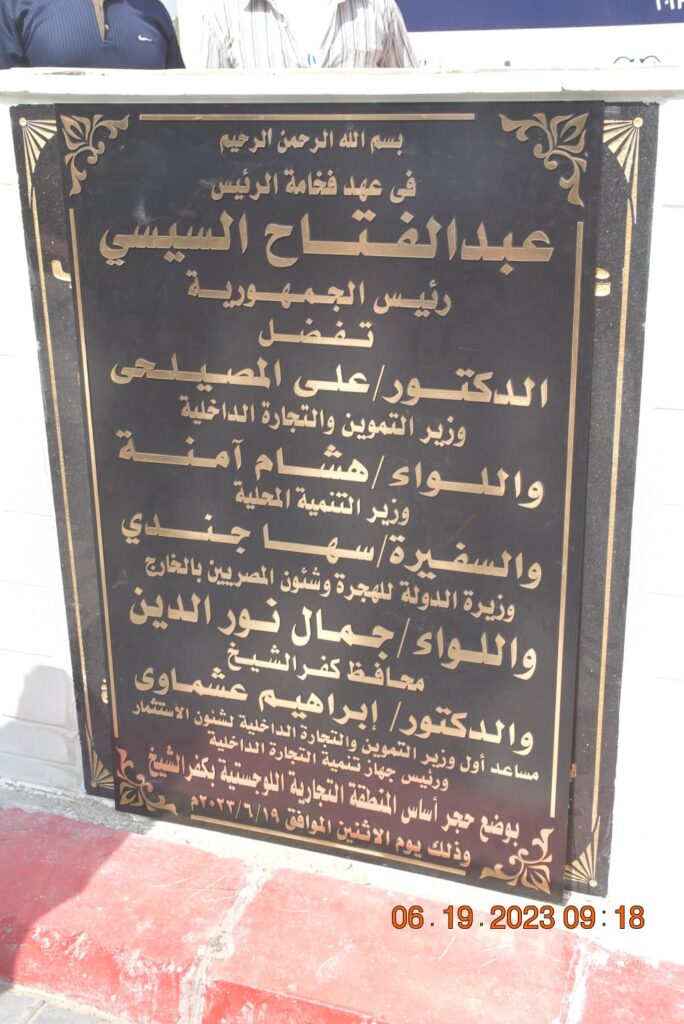 ٢٠٢٣
بسم الله الرحمن الرحيم
فى عهد فخامة الرئيس
عبدالفتاح السيسي
رئيس الجمهورية
تفضل
الدكتور/على المصيلحى
وزير التموين والتجارة الداخلية
واللواء/هشام آمنة
وزير التنمية المحلية
والسفيرة/سها جندي
وزيرة الدولة للهجرة وشئون المصريين بالخارج
واللواء/جمال نور الدين
محافظ كفرالشيخ
والدكتور/ إبراهيم عشماوى
مساعد أول وزير التموين والتجارة الداخلية لشئون الأستثمار
ورئيس جهاز تنمية التجارة الداخلية
بوضع حجر أساس المنطقة التجارية اللوجستية بكفرالشيخ
وذلك يوم الاثنين الموافق ٢٠٢٣/٦/١٩م
06.19.2023 09:18